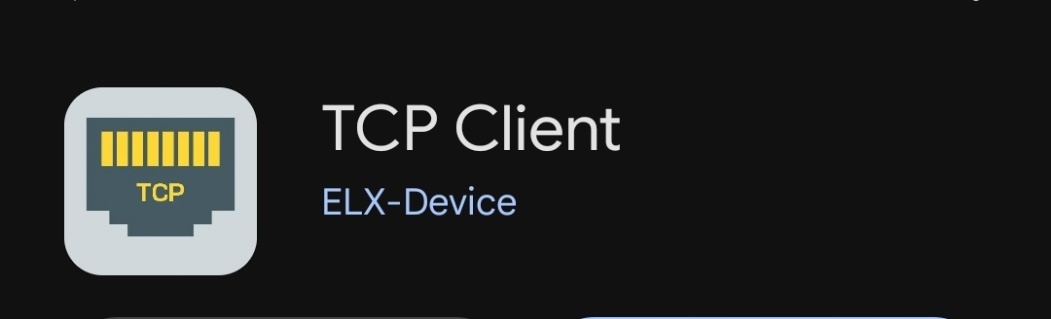 TCP Client
TCP
ELX-Device